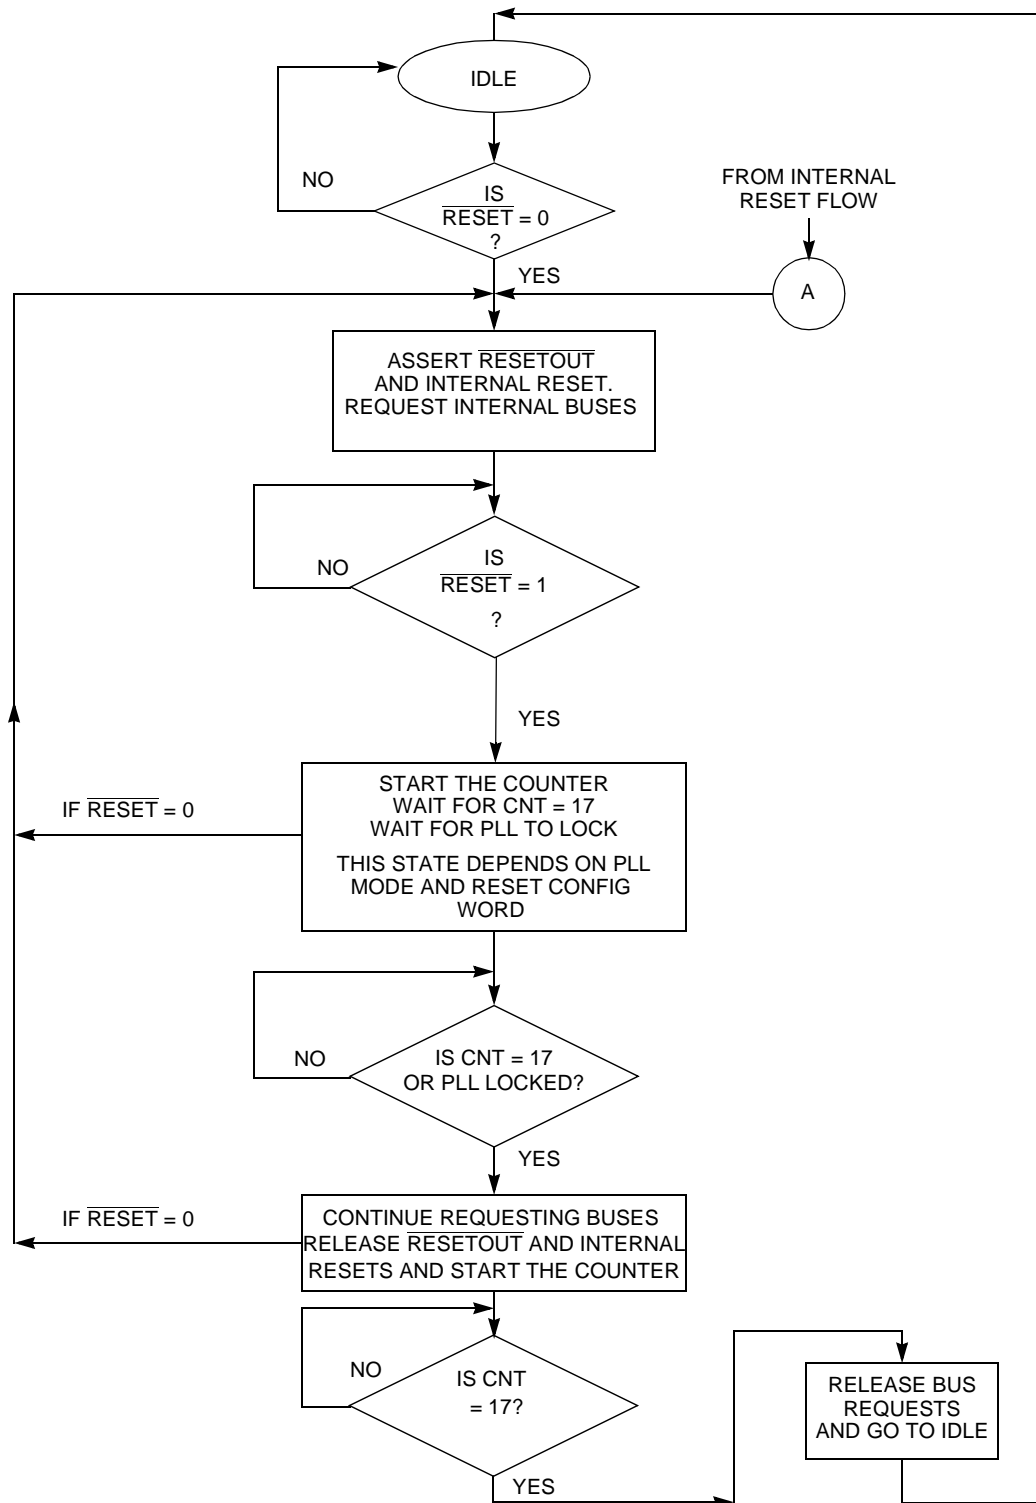 IDLE
NO
IS
RESET = 0
?
FROM INTERNAL
RESET FLOW
YES
A
ASSERT RESETOUT
AND INTERNAL RESET.
REQUEST INTERNAL BUSES
NO
IS
RESET = 1
?
YES
IF RESET = 0
START THE COUNTER
WAIT FOR CNT = 17
WAIT FOR PLL TO LOCK
THIS STATE DEPENDS ON PLL
MODE AND RESET CONFIG
WORD
NO
IS CNT = 17
OR PLL LOCKED?
YES
IF RESET = 0
CONTINUE REQUESTING BUSES
RELEASE RESETOUT AND INTERNAL
RESETS AND START THE COUNTER
NO
IS CNT
= 17?
YES
RELEASE BUS
REQUESTS
AND GO TO IDLE